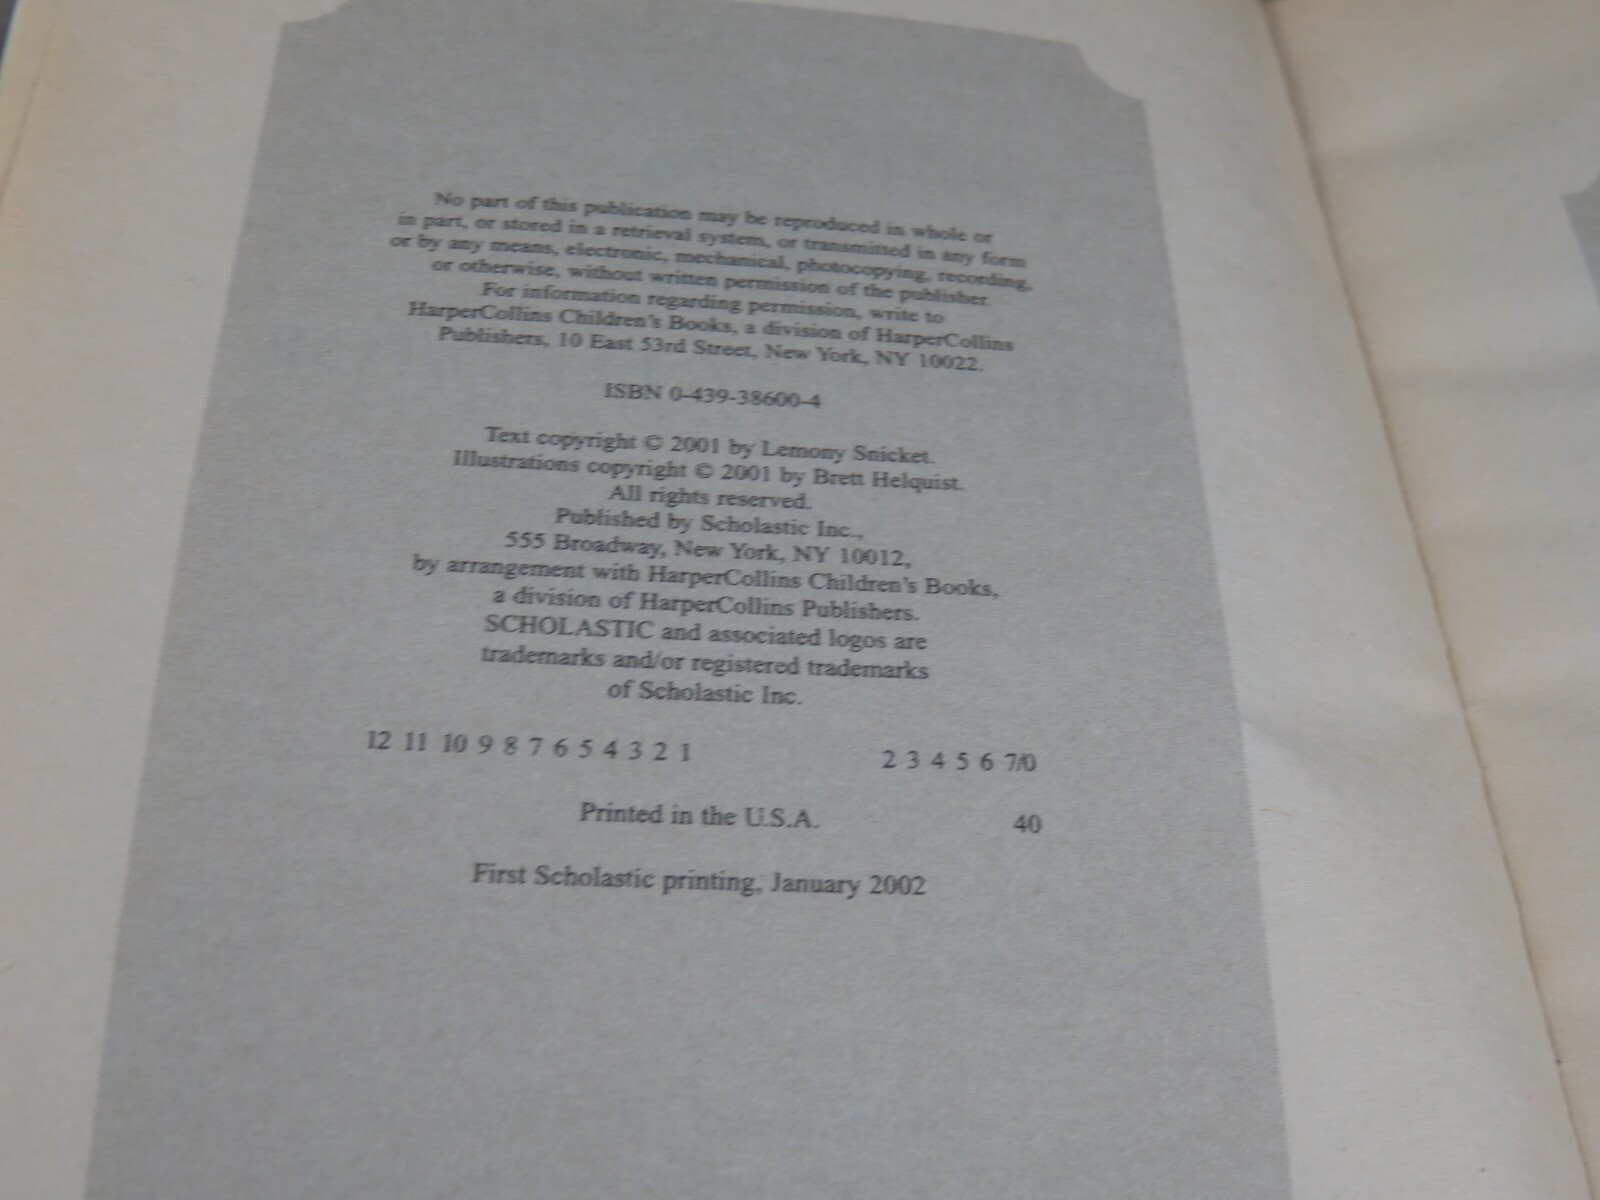 No part of this publication may be reproduced in whole or
in part, or stored in a retrieval system, or transmitted in any form
or by any means, electronic, mechanical, photocopying, recording,
or otherwise, without written permission of the publisher.
For information regarding permission, write to
HarperCollins Children's Books, a division of HarperCollins
Publishers, 10 East 53rd Street, New York, NY 10022.
ISBN 0-439-38600-4
Text copyright © 2001 by Lemony Snicket.
Illustrations copyright © 2001 by Brett Helquist.
All rights reserved.
Published by Scholastic Inc.,
555 Broadway, New York, NY 10012,
by arrangement with HarperCollins Children's Books,
a division of HarperCollins Publishers.
SCHOLASTIC and associated logos are
trademarks and/or registered trademarks
of Scholastic Inc.
12 11 10 9 8 7 6 5 4 3 2 1 2 3 4 5 6 7/0
Printed in the U.S.A. 40
First Scholastic printing, January 2002